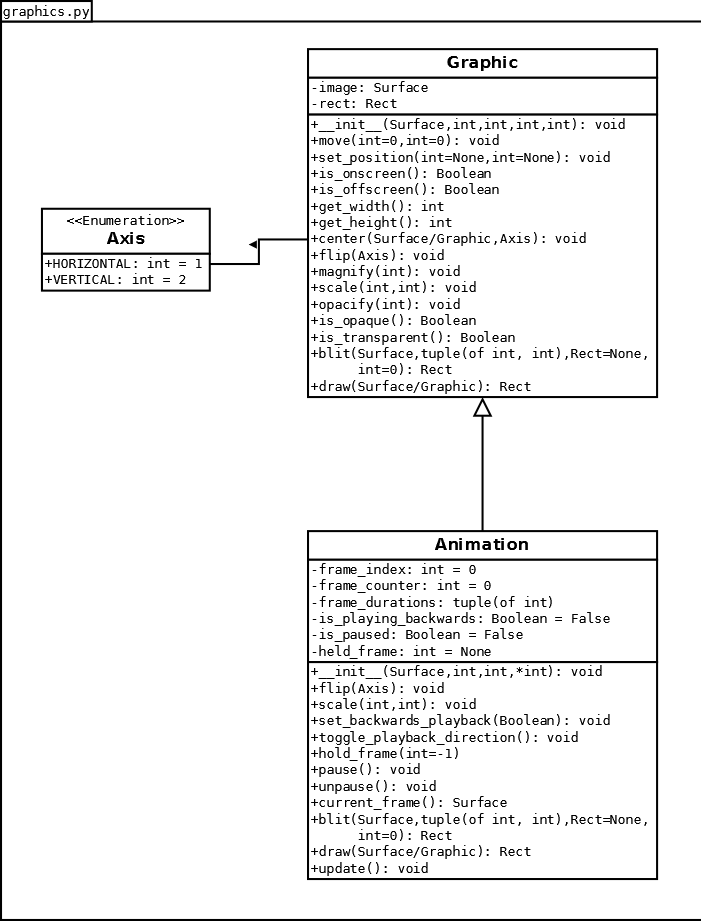 graphics.py
Graphic
-image: Surface
-rect: Rect
+__init__(Surface,int,int,int,int): void
+move(int=0,int=0): void
+set_position(int=None,int=None): void
+is_onscreen(): Boolean
+is_offscreen(): Boolean
+get_width(): int
+get_height(): int
+center(Surface/Graphic,Axis): void
+flip(Axis): void
+magnify(int): void
+scale(int,int): void
+opacify(int): void
+is_opaque(): Boolean
+is_transparent(): Boolean
+blit(Surface,tuple(of int, int),Rect=None,
int=0): Rect
+draw(Surface/Graphic): Rect
<<Enumeration>>
Axis
+HORIZONTAL: int = 1
+VERTICAL: int = 2
Animation
-frame_index: int = 0
-frame_counter: int = 0
-frame_durations: tuple(of int)
-is_playing_backwards: Boolean = False
-is_paused: Boolean = False
-held_frame: int = None
+__init__(Surface,int,int,*int): void
+flip(Axis): void
+scale(int,int): void
+set_backwards_playback(Boolean): void
+toggle_playback_direction(): void
+hold_frame(int=-1)
+pause(): void
+unpause(): void
+current_frame(): Surface
+blit(Surface,tuple(of int, int),Rect=None,
int=0): Rect
+draw(Surface/Graphic): Rect
+update(): void